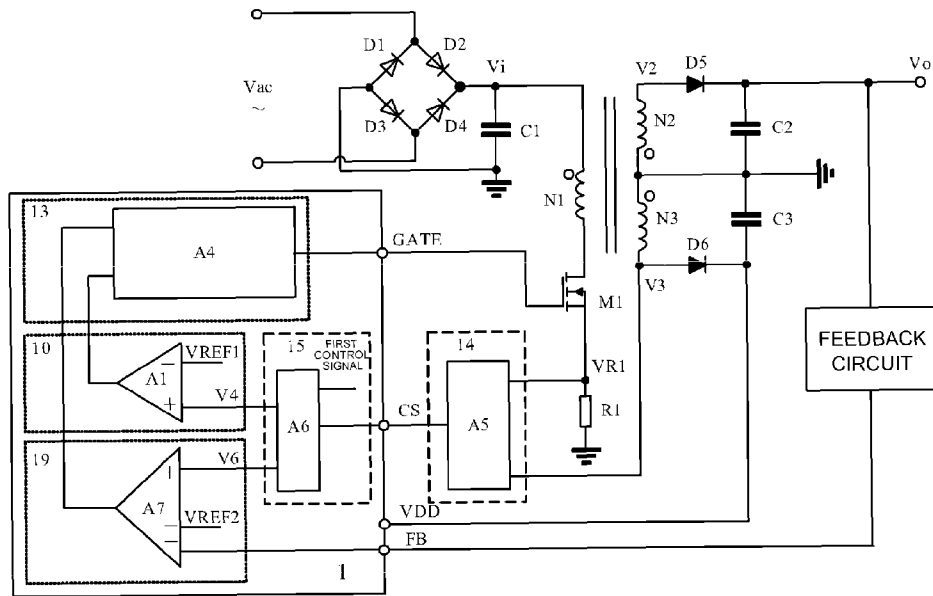 D1
D2
Vac
~
D3
D4
Vi
C1
V2
D5
Vo
N2
C2
N1
N3
C3
D6
V3
13
A4
GATE
M1
10
VREF1
A1
−
+
V4
15
FIRST
CONTROL
SIGNAL
A6
CS
14
A5
VR1
R1
FEEDBACK
CIRCUIT
19
+
V6
A7
−
VREF2
−
VDD
FB
1